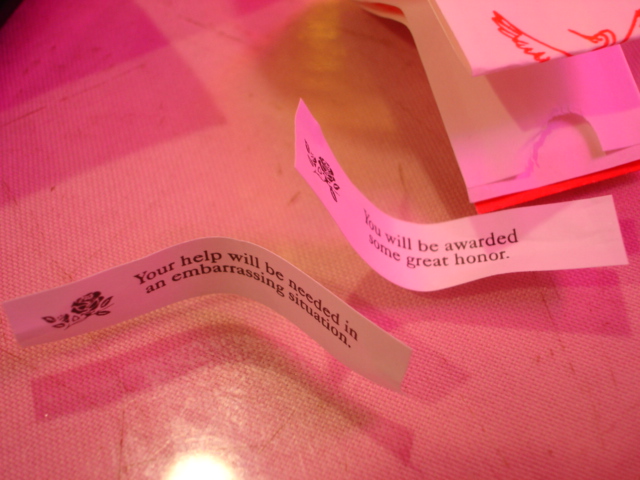 You will be awarded
some great honor.
Your help will be needed in
an embarrassing situation.